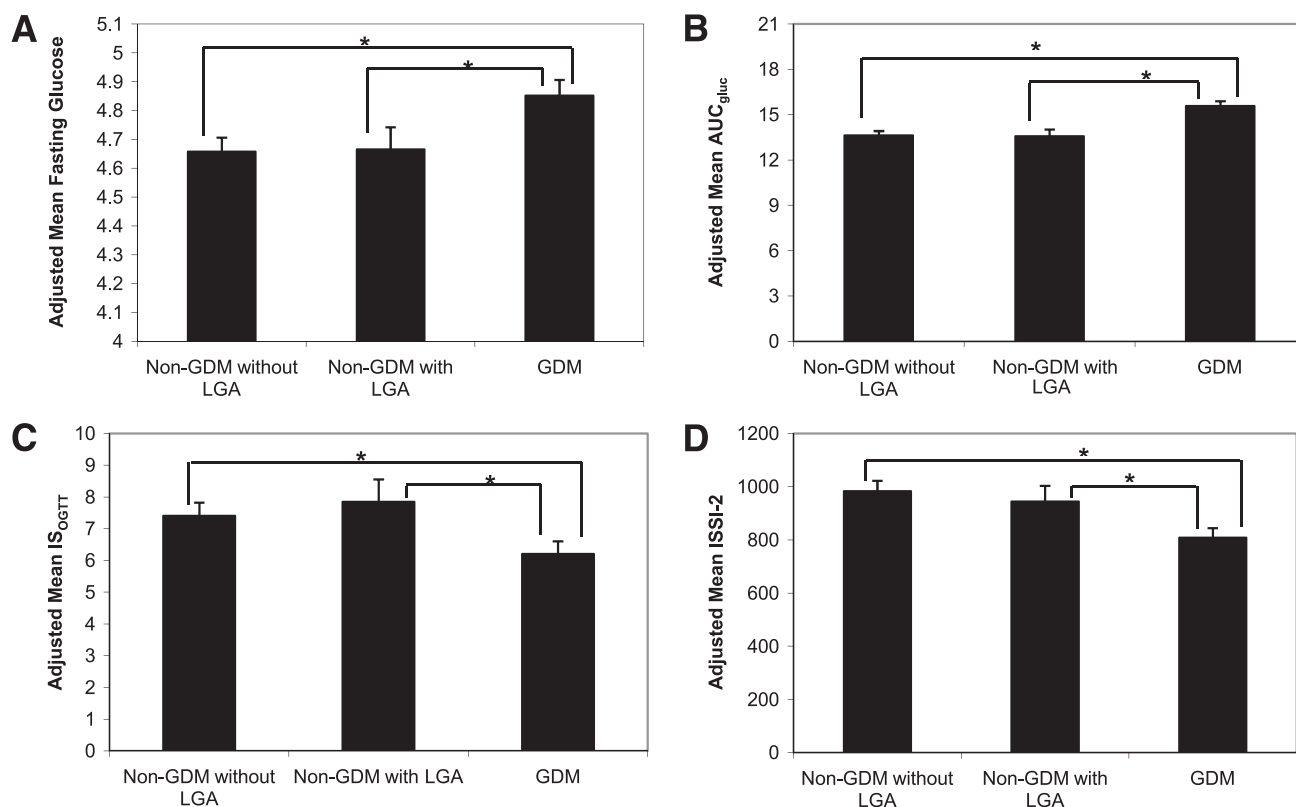 A
Adjusted Mean Fasting Glucose
5.1
5
4.9
4.8
4.7
4.6
4.5
4.4
4.3
4.2
4.1
4
*
*
Non-GDM without
LGA
Non-GDM with
LGA
GDM
B
Adjusted Mean AUCgluc
21
18
15
12
9
6
3
0
*
*
Non-GDM without
LGA
Non-GDM with
LGA
GDM
C
Adjusted Mean ISOGTT
10
9
8
7
6
5
4
3
2
1
0
*
*
Non-GDM without
LGA
Non-GDM with LGA
GDM
D
Adjusted Mean ISSI-2
1200
1000
800
600
400
200
0
*
*
Non-GDM without
LGA
Non-GDM with
LGA
GDM